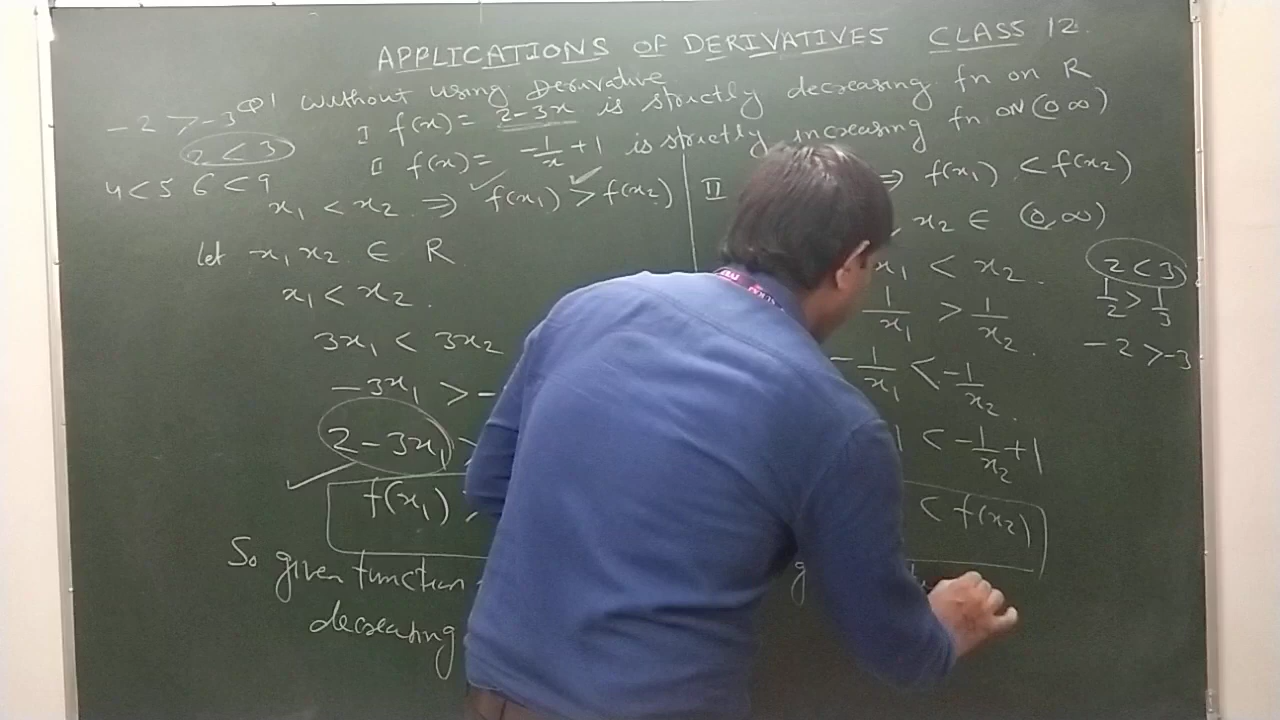 APPLICATIONS OF DERIVATIVES CLASS 12.
Q1 Without Using Derivative
I f(x) = 2-3x is strictly decreasing fn on R
II f(x) = -1/x + 1 is strictly increasing fn on (0, ∞)
-2 > -3
2 < 3
4 < 5 6 < 9
x₁ < x₂ ⇒ f(x₁) > f(x₂)
let x₁ x₂ ∈ R
x₁ < x₂.
3x₁ < 3x₂
-3x₁ > -
2 - 3x₁ >
f(x₁) >
So given function
decreasing
II ⇒ f(x₁) < f(x₂)
, x₂ ∈ (0, ∞)
x₁ < x₂.
1/x₁ > 1/x₂.
-1/x₁ < -1/x₂.
1 < -1/x₂ + 1
< f(x₂)
g
2 < 3
1/2 > 1/3
-2 > -3